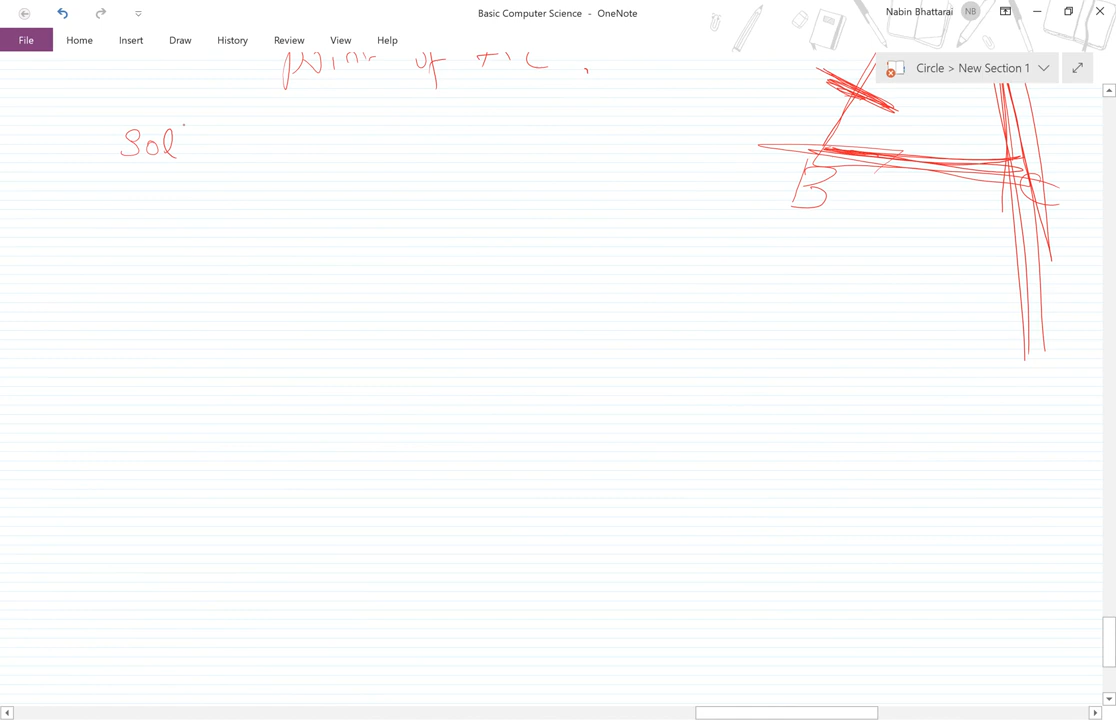 Basic Computer Science - OneNote
Nabin Bhattarai NB
File Home Insert Draw History Review View Help
Circle > New Section 1
of
Sol
B
C